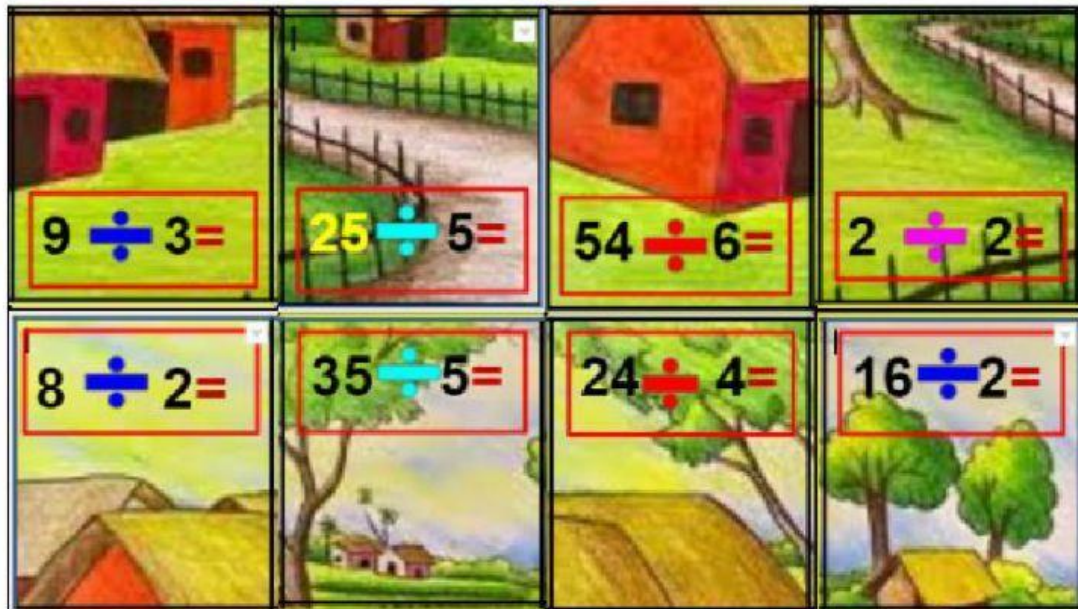 9 ÷ 3=
25 ÷ 5=
54 ÷ 6=
2 ÷ 2=
8 ÷ 2=
35 ÷ 5=
24 ÷ 4=
16 ÷ 2=